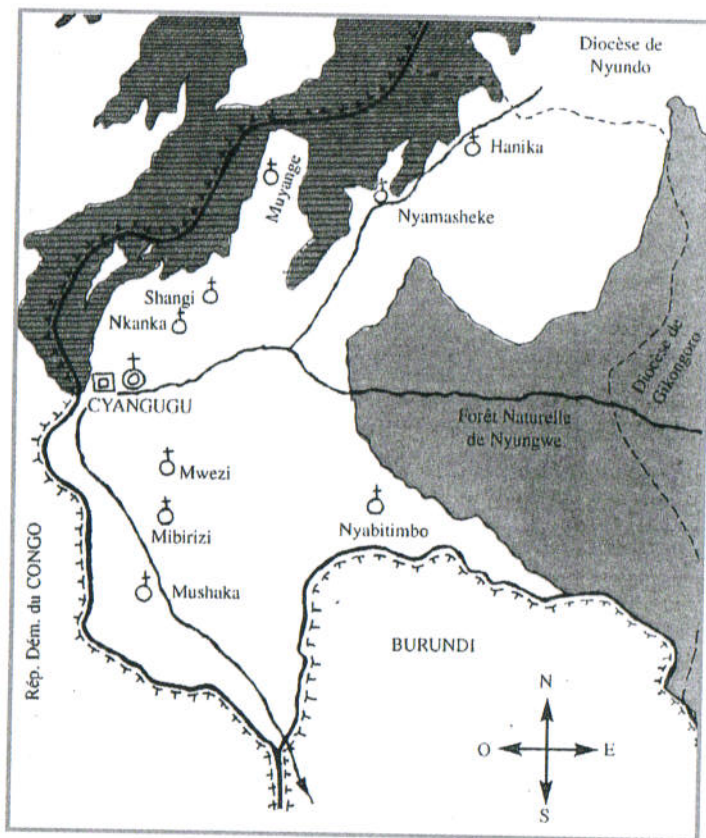 Diocèse de
Nyundo
Hanika
Muyange
Nyamasheke
Shangi
Nkanka
CYANGUGU
Diocèse de
Gikongoro
Forêt Naturelle
de Nyungwe
Mwezi
Mibirizi
Nyabitimbo
Mushaka
Rép. Dém. du CONGO
BURUNDI
N
O
E
S